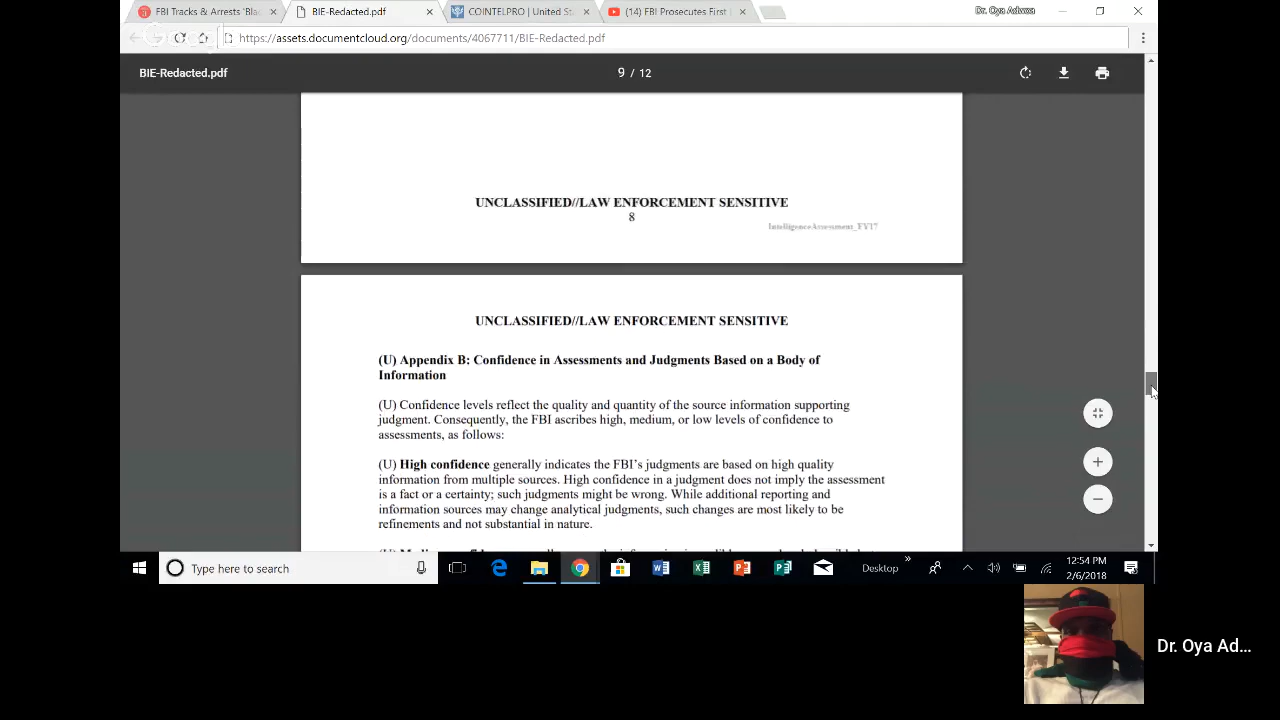 FBI Tracks & Arrests 'Blac
BIE-Redacted.pdf
COINTELPRO | United St
(14) FBI Prosecutes First
Dr. Oya Advoxa
https://assets.documentcloud.org/documents/4067711/BIE-Redacted.pdf
BIE-Redacted.pdf
9 / 12
UNCLASSIFIED//LAW ENFORCEMENT SENSITIVE
8
IntelligenceAssessment_FY17
UNCLASSIFIED//LAW ENFORCEMENT SENSITIVE
(U) Appendix B: Confidence in Assessments and Judgments Based on a Body of
Information
(U) Confidence levels reflect the quality and quantity of the source information supporting
judgment. Consequently, the FBI ascribes high, medium, or low levels of confidence to
assessments, as follows:
(U) High confidence generally indicates the FBI's judgments are based on high quality
information from multiple sources. High confidence in a judgment does not imply the assessment
is a fact or a certainty; such judgments might be wrong. While additional reporting and
information sources may change analytical judgments, such changes are most likely to be
refinements and not substantial in nature.
Type here to search
Desktop
12:54 PM
2/6/2018
Dr. Oya Ad...